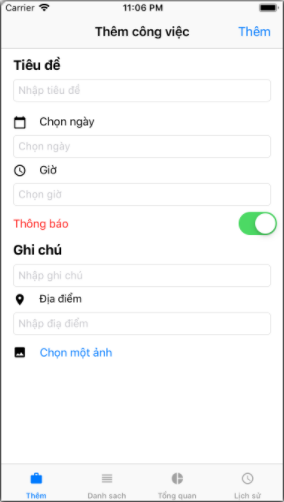 Carrier 11:06 PM
Thêm công việc Thêm
Tiêu đề
Nhập tiêu đề
Chọn ngày
Chọn ngày
Giờ
Chọn giờ
Thông báo
Ghi chú
Nhập ghi chú
Địa điểm
Nhập địa điểm
Chọn một ảnh
Thêm Danh sach Tổng quan Lịch sử